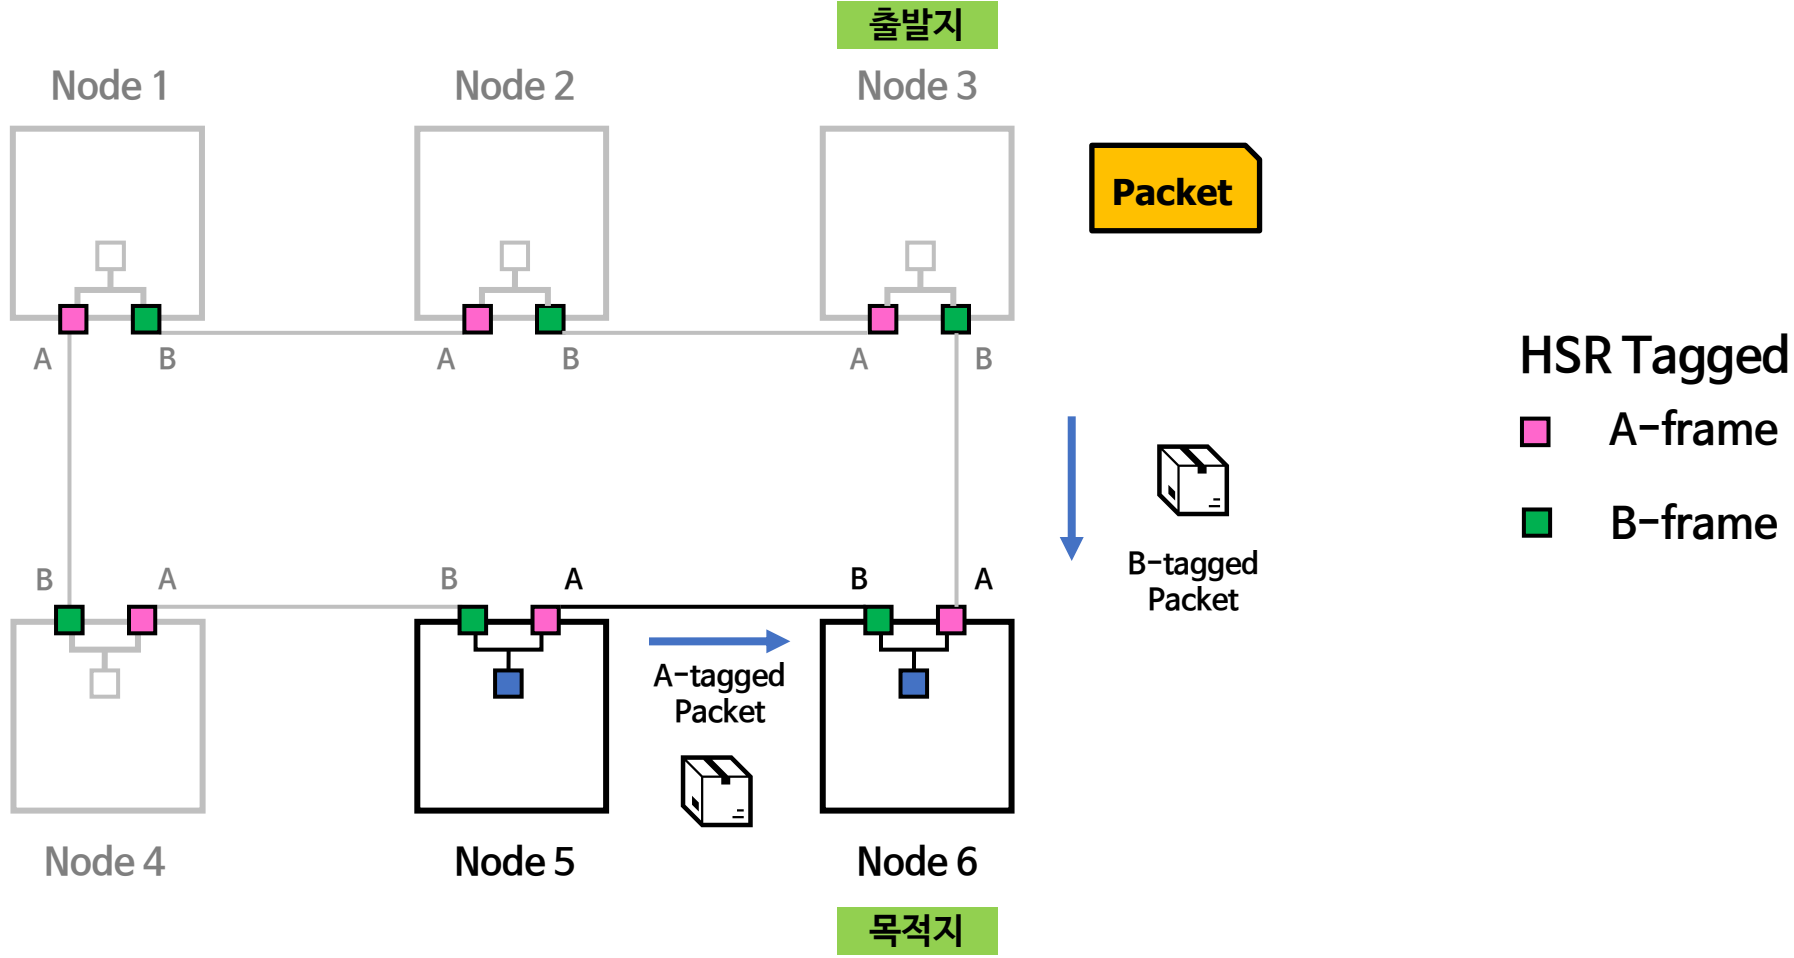 출발지
Node 1
Node 2
Node 3
Packet
A
B
A
B
A
B
HSR Tagged
A-frame
B-frame
B-tagged
Packet
B
A
B
A
B
A
A-tagged
Packet
Node 4
Node 5
Node 6
목적지